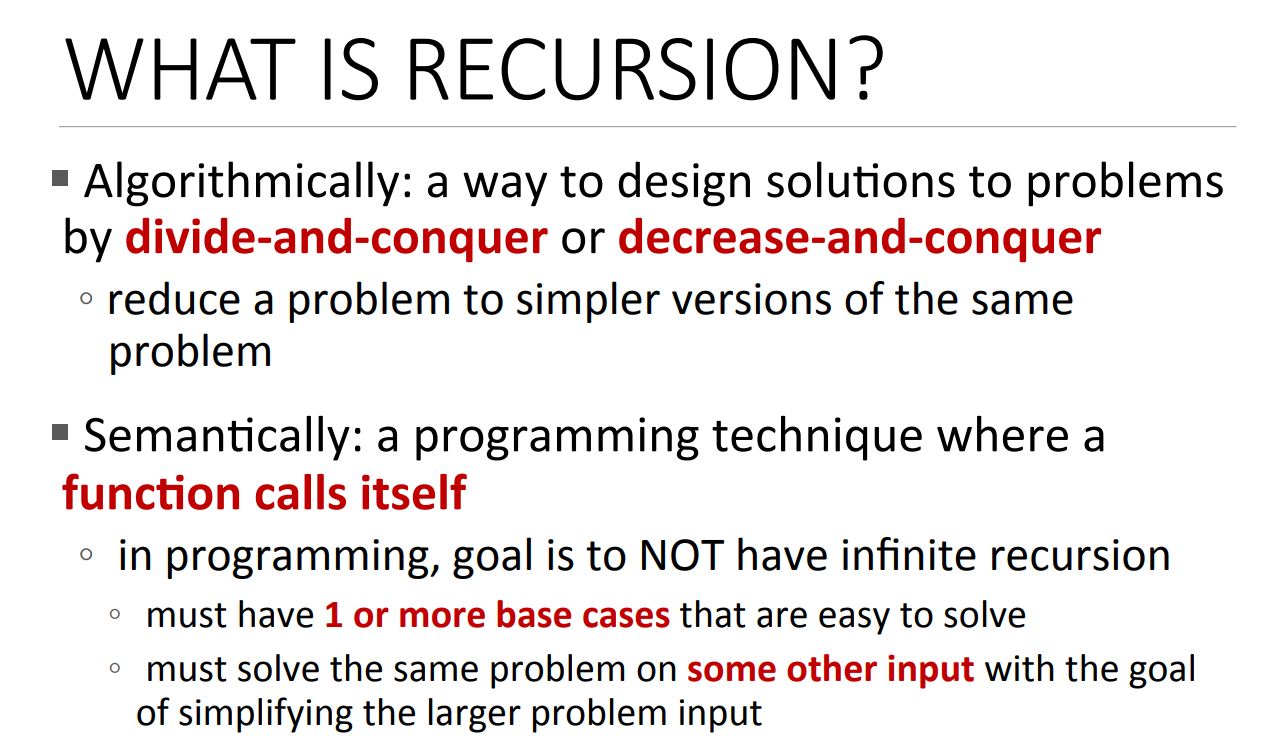 WHAT IS RECURSION?
▪ Algorithmically: a way to design solutions to problems
by divide-and-conquer or decrease-and-conquer
◦ reduce a problem to simpler versions of the same
problem
▪ Semantically: a programming technique where a
function calls itself
◦ in programming, goal is to NOT have infinite recursion
◦ must have 1 or more base cases that are easy to solve
◦ must solve the same problem on some other input with the goal
of simplifying the larger problem input